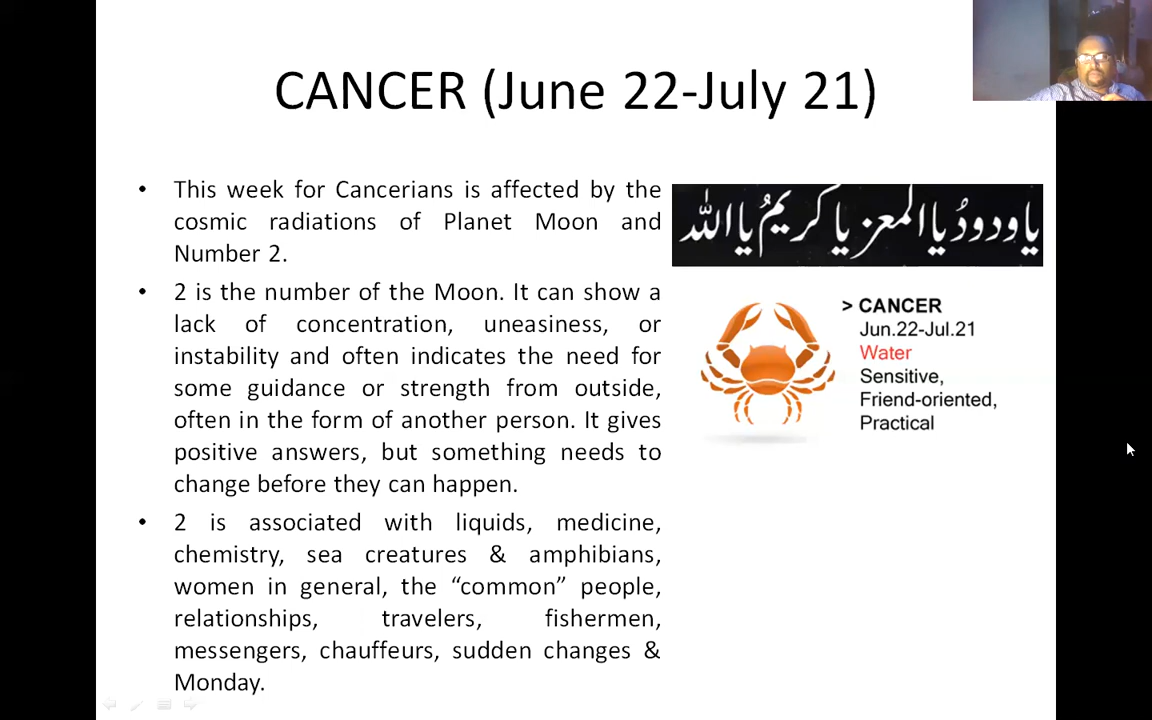 CANCER (June 22-July 21)
• This week for Cancerians is affected by the
cosmic radiations of Planet Moon and
Number 2.
• 2 is the number of the Moon. It can show a
lack of concentration, uneasiness, or
instability and often indicates the need for
some guidance or strength from outside,
often in the form of another person. It gives
positive answers, but something needs to
change before they can happen.
• 2 is associated with liquids, medicine,
chemistry, sea creatures & amphibians,
women in general, the “common” people,
relationships, travelers, fishermen,
messengers, chauffeurs, sudden changes &
Monday.
یا ودودُ یا المعز یا کریمُ یا اللہ
> CANCER
Jun.22-Jul.21
Water
Sensitive,
Friend-oriented,
Practical